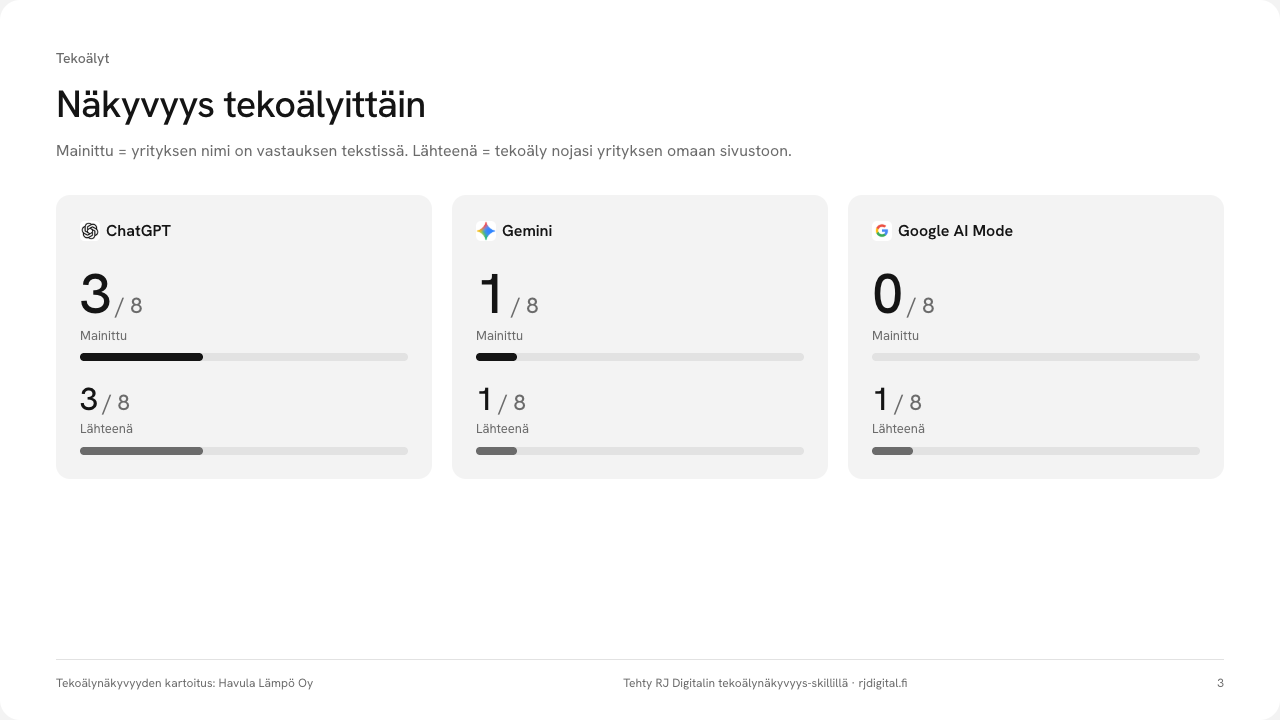 Tekoälyt
Näkyvyys tekoälyittäin
Mainittu = yrityksen nimi on vastauksen tekstissä. Lähteenä = tekoäly nojasi yrityksen omaan sivustoon.
ChatGPT
3 / 8
Mainittu
3 / 8
Lähteenä
Gemini
1 / 8
Mainittu
1 / 8
Lähteenä
Google AI Mode
0 / 8
Mainittu
1 / 8
Lähteenä
Tekoälynäkyvyyden kartoitus: Havula Lämpö Oy
Tehty RJ Digitalin tekoälynäkyvyys-skillillä · rjdigital.fi
3